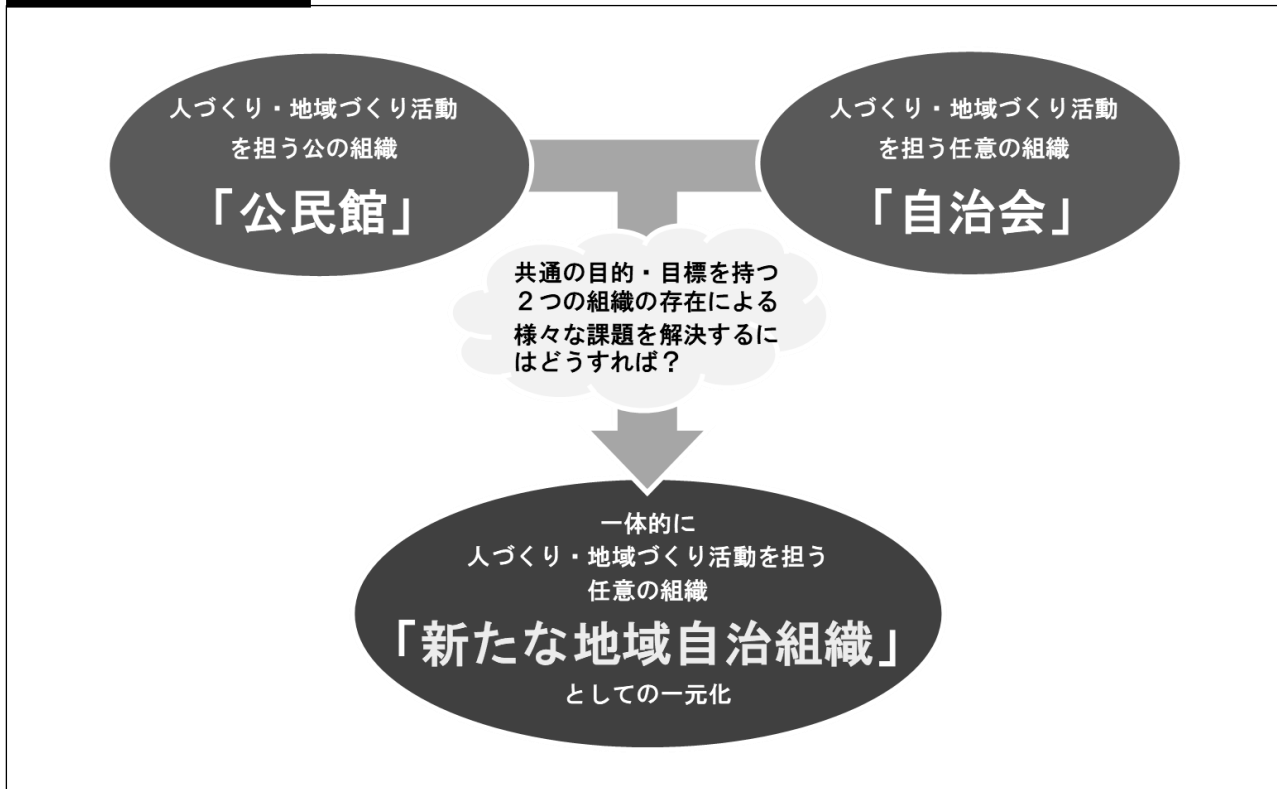 人づくり・地域づくり活動
を担う公の組織
「公民館」
人づくり・地域づくり活動
を担う任意の組織
「自治会」
共通の目的・目標を持つ
２つの組織の存在による
様々な課題を解決するに
はどうすれば？
一体的に
人づくり・地域づくり活動を担う
任意の組織
「新たな地域自治組織」
としての一元化